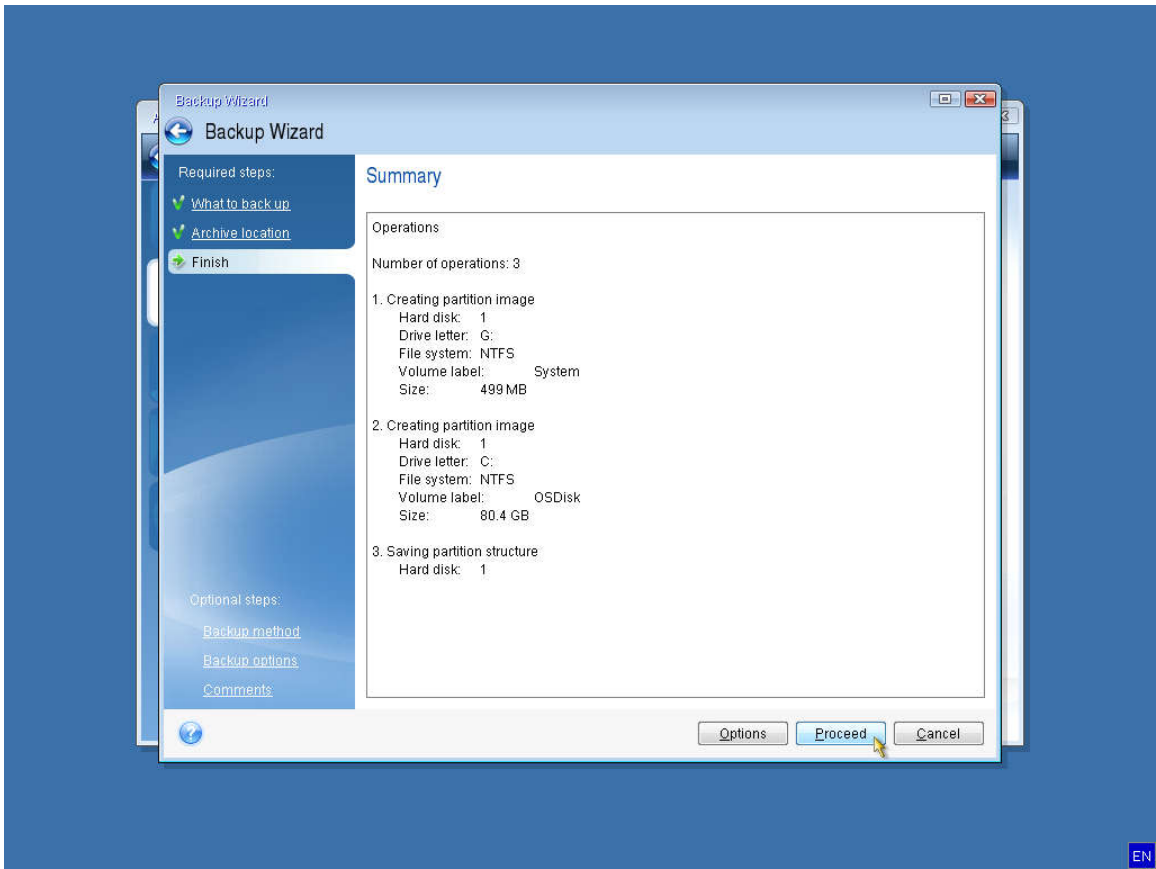 Backup Wizard
Backup Wizard
Required steps:
What to back up
Archive location
Finish
Optional steps:
Backup method
Backup options
Comments
Summary
Operations
Number of operations: 3
1. Creating partition image
Hard disk: 1
Drive letter: G:
File system: NTFS
Volume label: System
Size: 499 MB
2. Creating partition image
Hard disk: 1
Drive letter: C:
File system: NTFS
Volume label: OSDisk
Size: 80.4 GB
3. Saving partition structure
Hard disk: 1
Options Proceed Cancel
EN